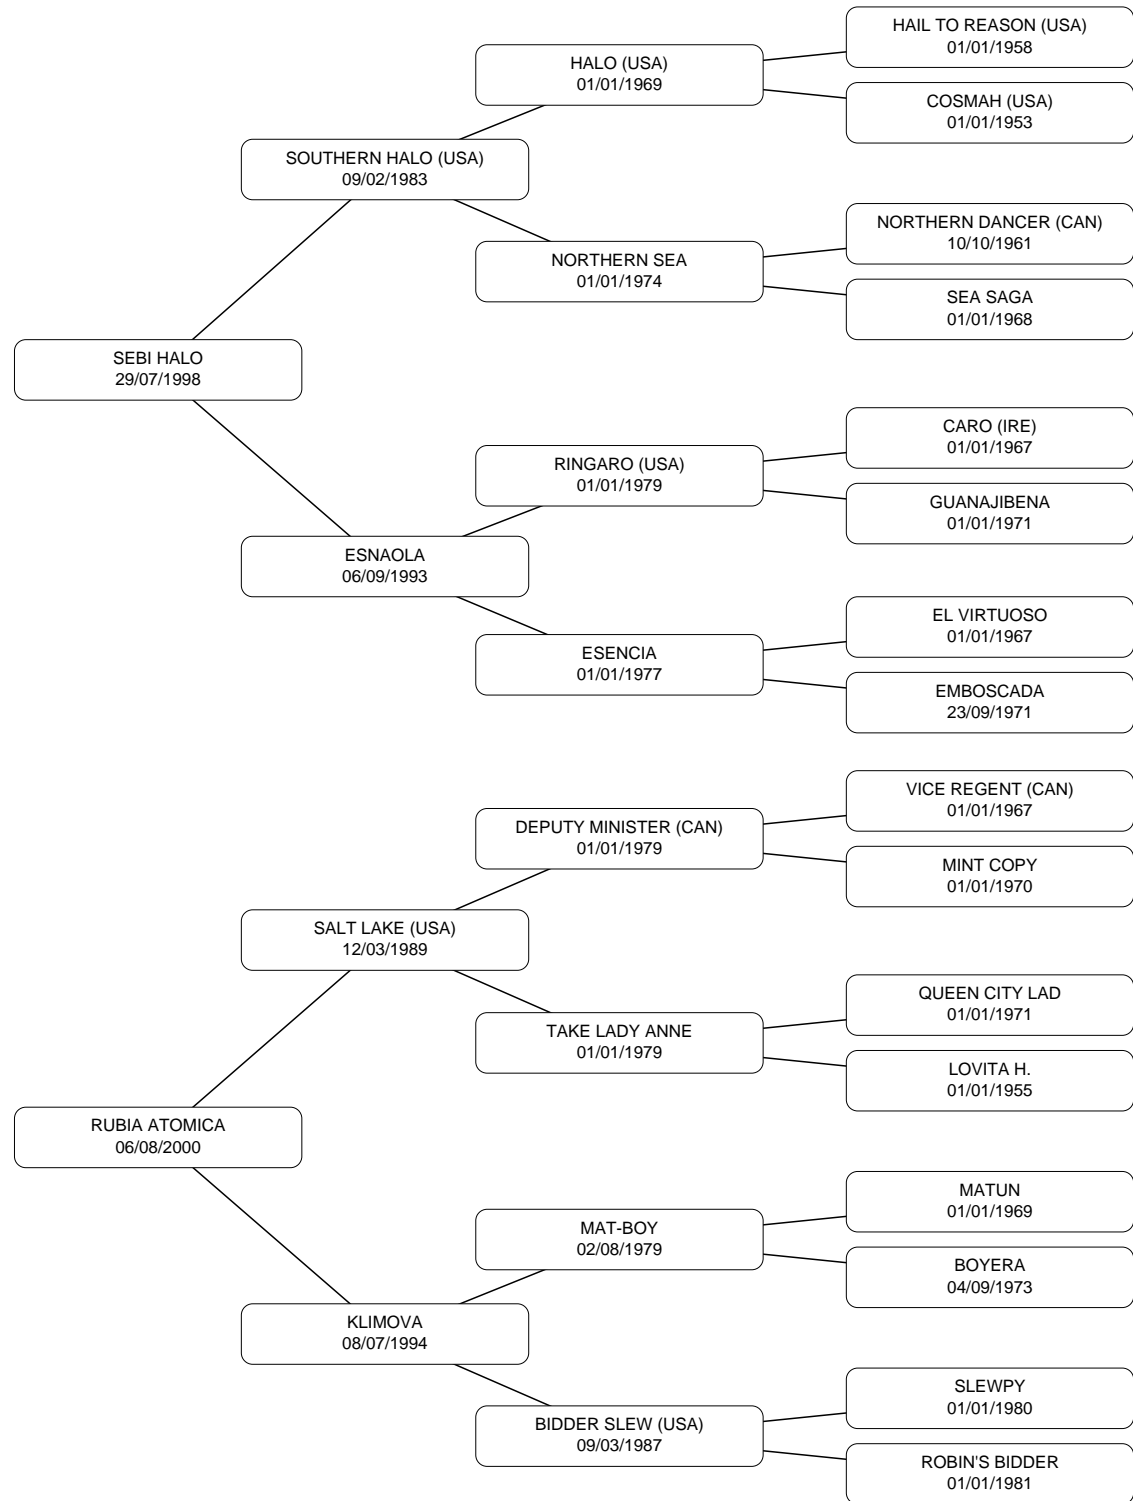 HAIL TO REASON (USA)
01/01/1958
HALO (USA)
01/01/1969
COSMAH (USA)
01/01/1953
SOUTHERN HALO (USA)
09/02/1983
NORTHERN DANCER (CAN)
10/10/1961
NORTHERN SEA
01/01/1974
SEA SAGA
01/01/1968
SEBI HALO
29/07/1998
CARO (IRE)
01/01/1967
RINGARO (USA)
01/01/1979
GUANAJIBENA
01/01/1971
ESNAOLA
06/09/1993
EL VIRTUOSO
01/01/1967
ESENCIA
01/01/1977
EMBOSCADA
23/09/1971
VICE REGENT (CAN)
01/01/1967
DEPUTY MINISTER (CAN)
01/01/1979
MINT COPY
01/01/1970
SALT LAKE (USA)
12/03/1989
QUEEN CITY LAD
01/01/1971
TAKE LADY ANNE
01/01/1979
LOVITA H.
01/01/1955
RUBIA ATOMICA
06/08/2000
MATUN
01/01/1969
MAT-BOY
02/08/1979
BOYERA
04/09/1973
KLIMOVA
08/07/1994
SLEWPY
01/01/1980
BIDDER SLEW (USA)
09/03/1987
ROBIN'S BIDDER
01/01/1981